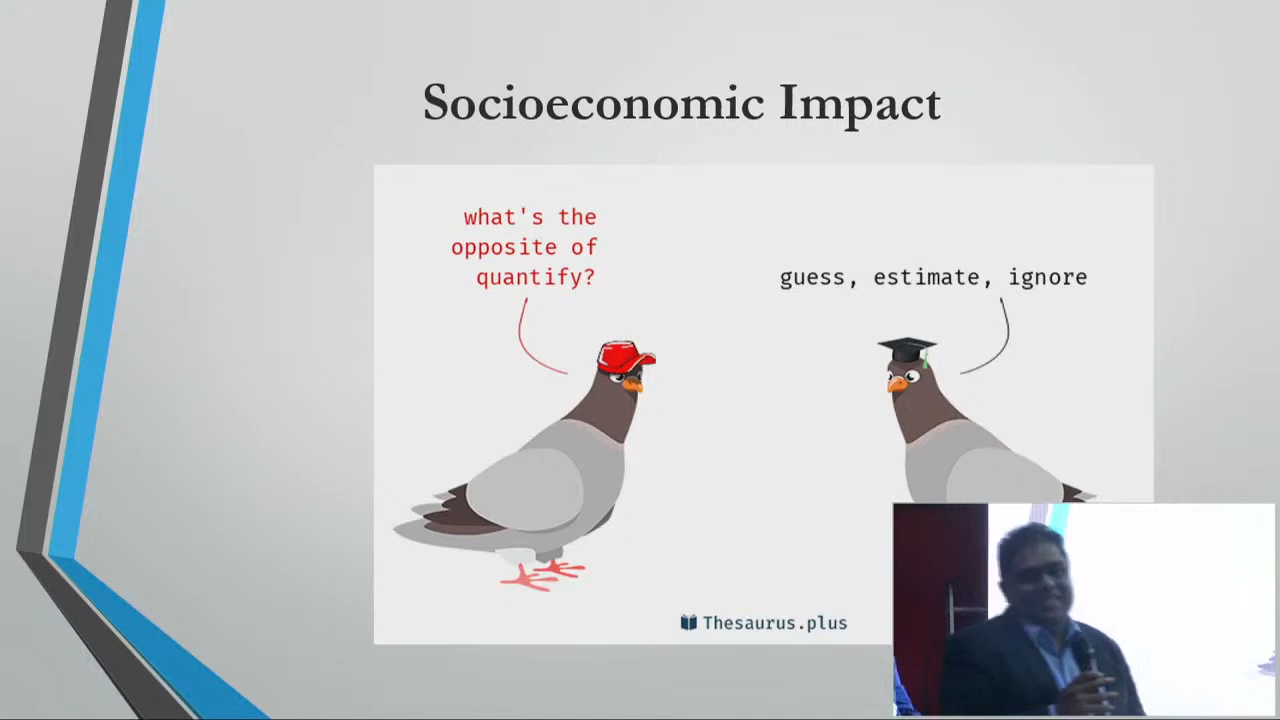 Socioeconomic Impact
what's the
opposite of
quantify?
guess, estimate, ignore
Thesaurus.plus